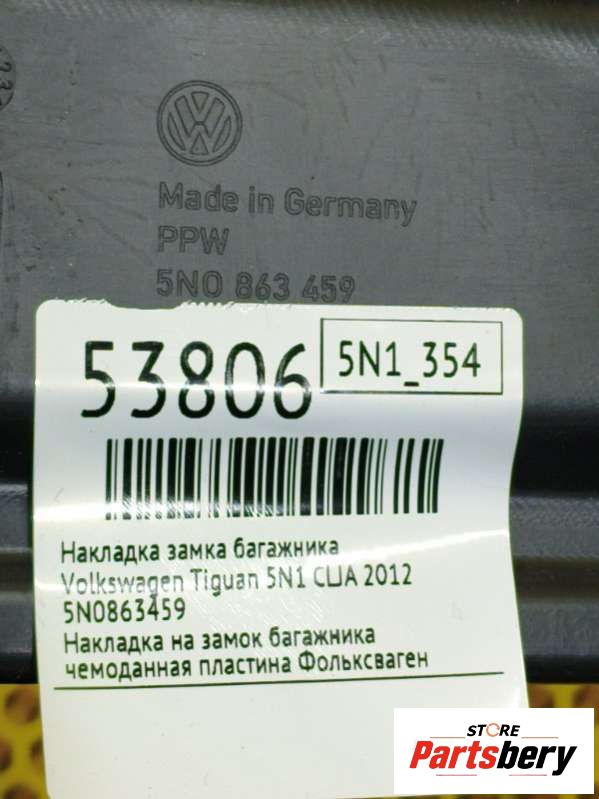 Made in Germany
PPW
5N0 863 459
53806
5N1_354
Накладка замка багажника
Volkswagen Tiguan 5N1 CША 2012
5N0863459
Накладка на замок багажника
чемоданная пластина Фольксваген
STORE
Partsbery